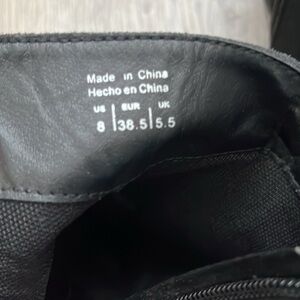 Made in China
Hecho en China
US EUR UK
8 38.5 5.5